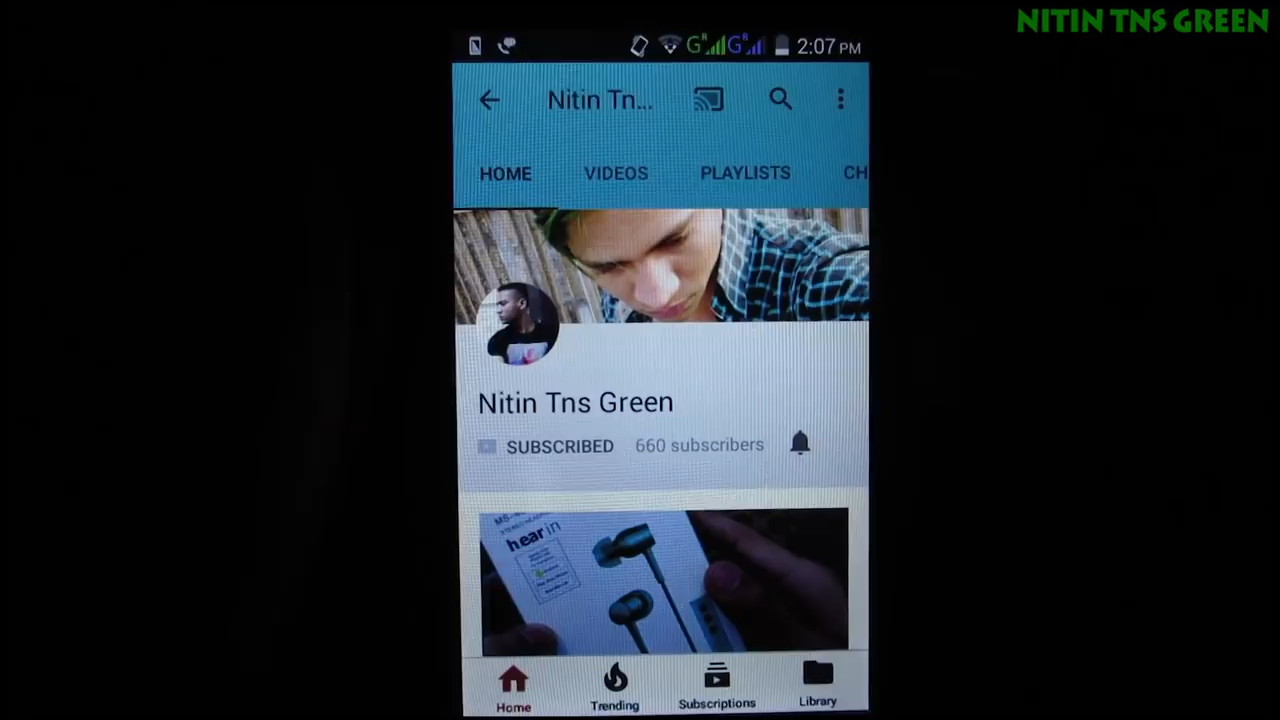 NITIN TNS GREEN
2:07 PM
Nitin Tn...
HOME VIDEOS PLAYLISTS CH
Nitin Tns Green
SUBSCRIBED 660 subscribers
hear in
Home Trending Subscriptions Library